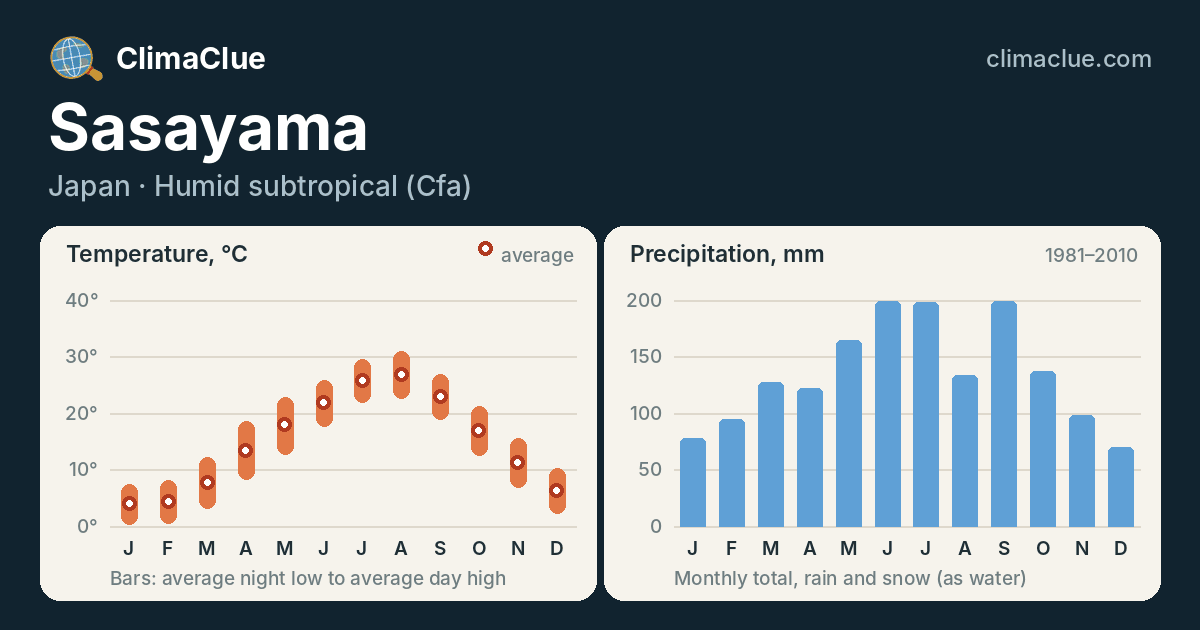 ClimaClue
climaclue.com
Sasayama
Japan · Humid subtropical (Cfa)
Temperature, °C
average
40°
30°
20°
10°
0°
J F M A M J J A S O N D
Bars: average night low to average day high
Precipitation, mm
1981–2010
200
150
100
50
0
J F M A M J J A S O N D
Monthly total, rain and snow (as water)